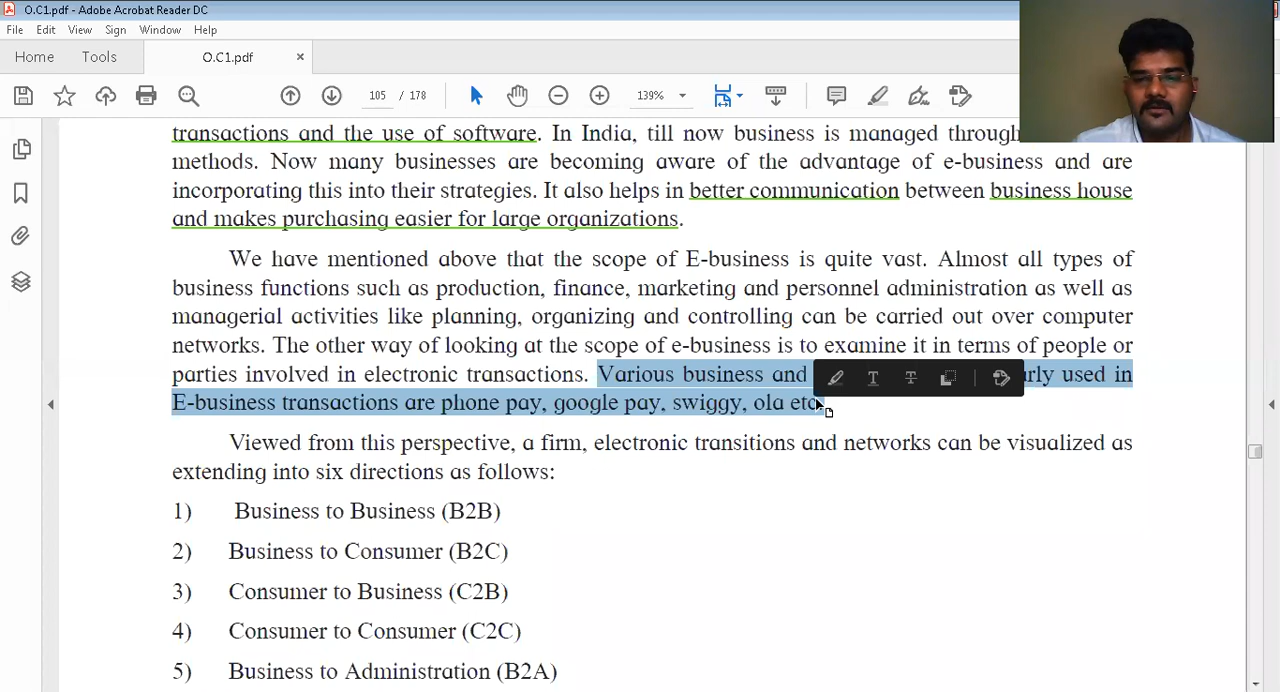 O.C1.pdf - Adobe Acrobat Reader DC
File Edit View Sign Window Help
Home Tools O.C1.pdf ×
105 / 178 139%
transactions and the use of software. In India, till now business is managed through
methods. Now many businesses are becoming aware of the advantage of e-business and are
incorporating this into their strategies. It also helps in better communication between business house
and makes purchasing easier for large organizations.
We have mentioned above that the scope of E-business is quite vast. Almost all types of
business functions such as production, finance, marketing and personnel administration as well as
managerial activities like planning, organizing and controlling can be carried out over computer
networks. The other way of looking at the scope of e-business is to examine it in terms of people or
parties involved in electronic transactions. Various business and used in
E-business transactions are phone pay, google pay, swiggy, ola etc
Viewed from this perspective, a firm, electronic transitions and networks can be visualized as
extending into six directions as follows:
1) Business to Business (B2B)
2) Business to Consumer (B2C)
3) Consumer to Business (C2B)
4) Consumer to Consumer (C2C)
5) Business to Administration (B2A)